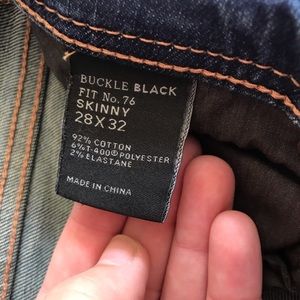 BUCKLE BLACK
FIT No. 76
SKINNY
28 X 32
92% COTTON
6% T-400® POLYESTER
2% ELASTANE
MADE IN CHINA